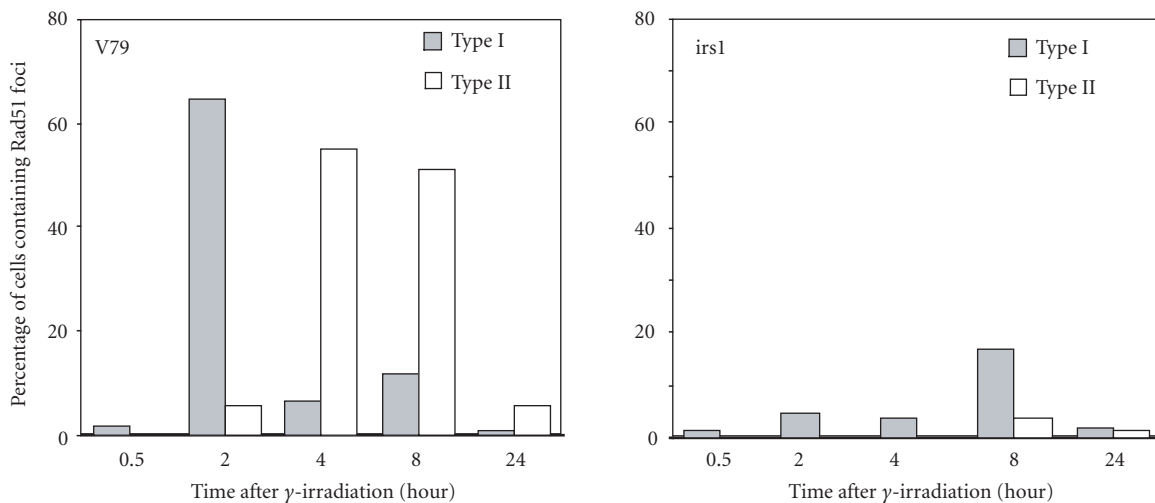 Percentage of cells containing Rad51 foci
80
60
40
20
0
V79
Type I
Type II
0.5 2 4 8 24
Time after γ-irradiation (hour)
80
60
40
20
0
irs1
Type I
Type II
0.5 2 4 8 24
Time after γ-irradiation (hour)